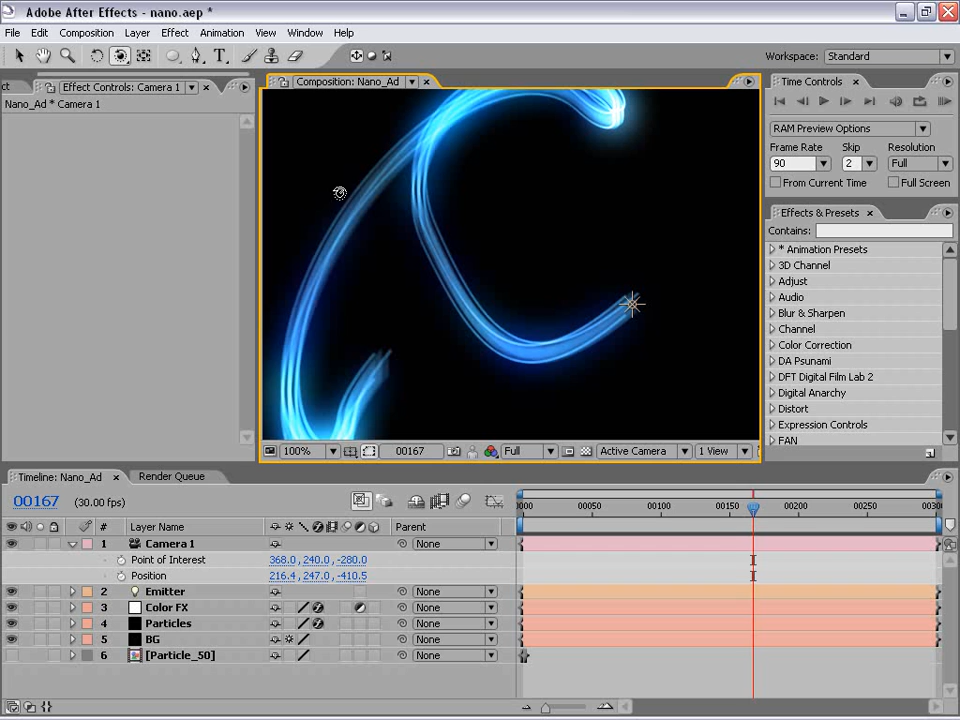 Adobe After Effects - nano.aep *
File Edit Composition Layer Effect Animation View Window Help
Workspace: Standard
ct Effect Controls: Camera 1
Nano_Ad * Camera 1
Composition: Nano_Ad
Time Controls
RAM Preview Options
Frame Rate Skip Resolution
90 2 Full
From Current Time Full Screen
Effects & Presets
Contains:
* Animation Presets
3D Channel
Adjust
Audio
Blur & Sharpen
Channel
Color Correction
DA Psunami
DFT Digital Film Lab 2
Digital Anarchy
Distort
Expression Controls
FAN
100% 00167 Full Active Camera 1 View
Timeline: Nano_Ad Render Queue
00167 (30.00 fps)
0000 00050 00100 00150 00200 00250 0030
# Layer Name Parent
1 Camera 1 None
Point of Interest 368.0, 240.0, -280.0
Position 216.4, 247.0, -410.5
2 Emitter None
3 Color FX None
4 Particles None
5 BG None
6 [Particle_50] None